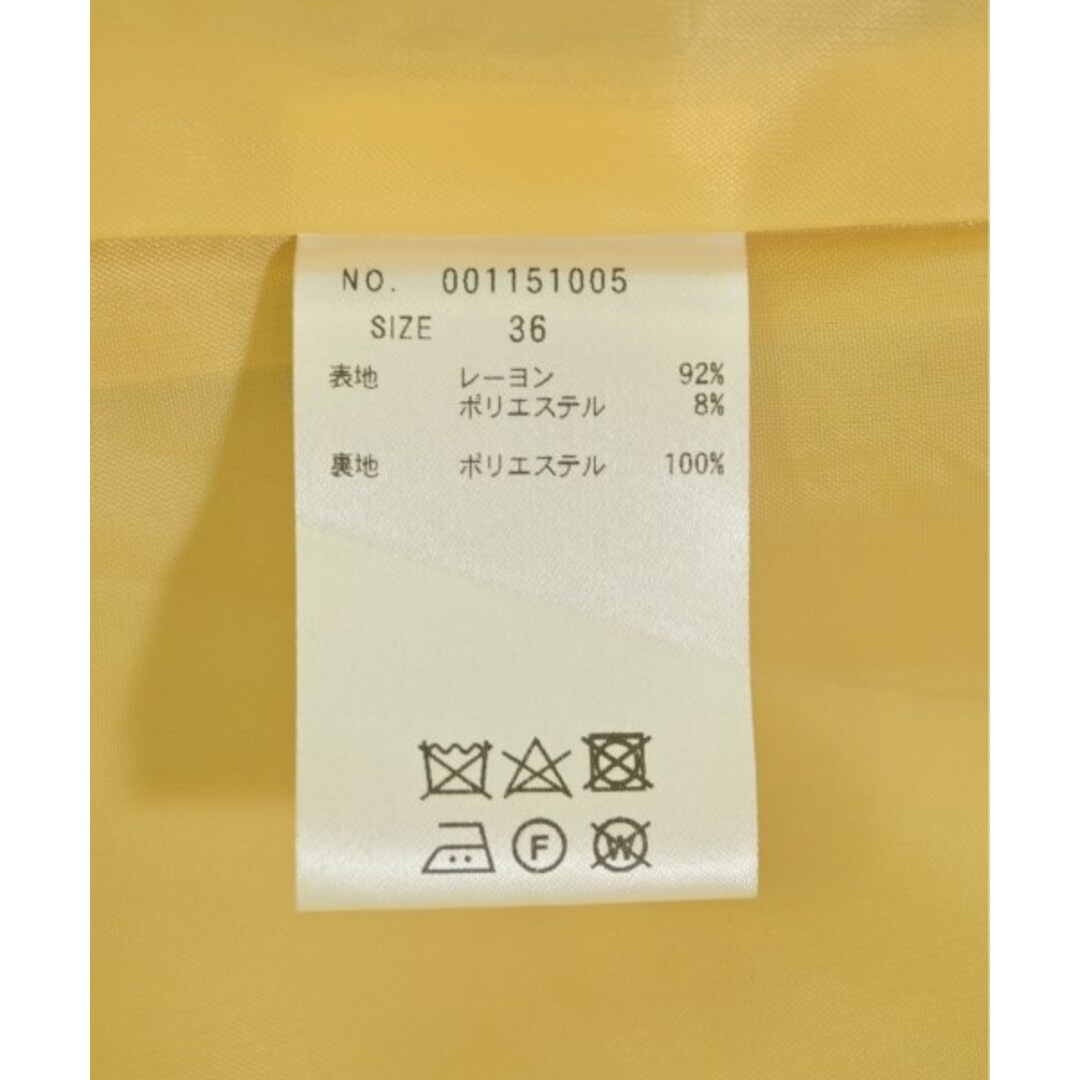 NO. 001151005
SIZE 36
表地 レーヨン 92%
ポリエステル 8%
裏地 ポリエステル 100%
F W